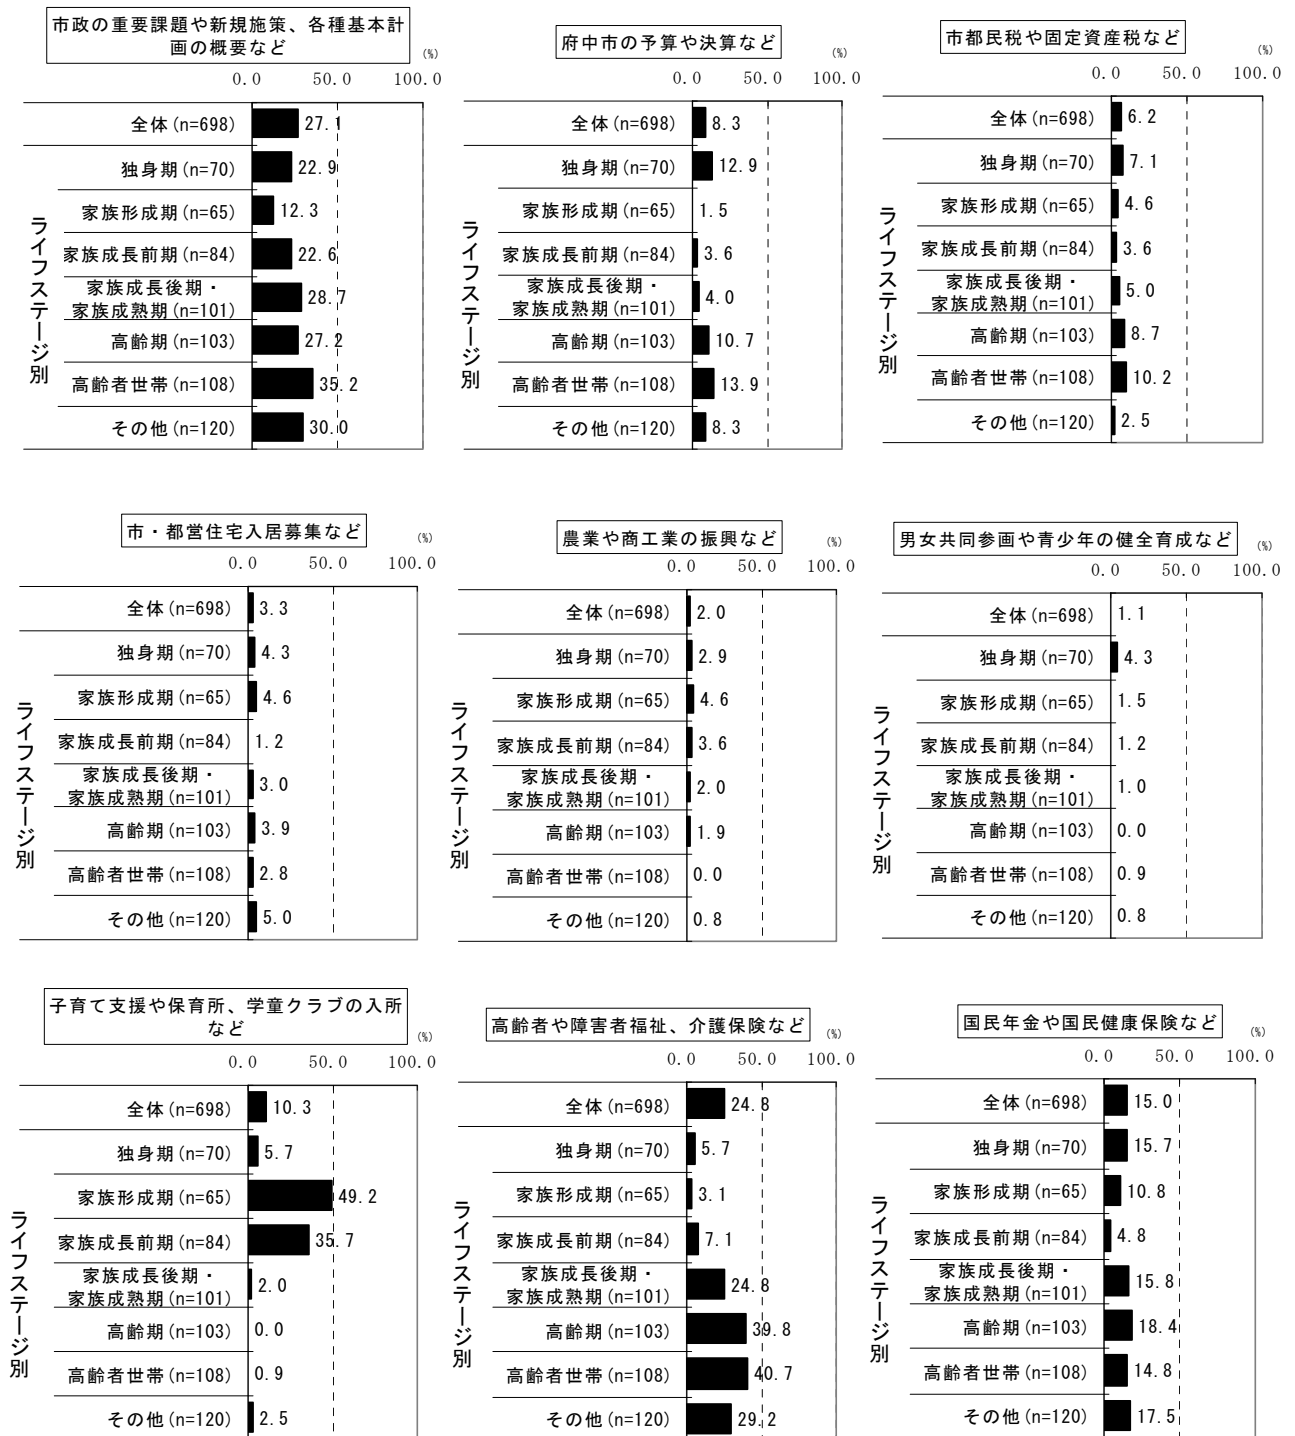 市政の重要課題や新規施策、各種基本計
画の概要など
(%)
0.0 50.0 100.0
全体(n=698) 27.1
独身期(n=70) 22.9
家族形成期(n=65) 12.3
家族成長前期(n=84) 22.6
家族成長後期・
家族成熟期(n=101) 28.7
高齢期(n=103) 27.2
高齢者世帯(n=108) 35.2
その他(n=120) 30.0
ライフステージ別
府中市の予算や決算など
(%)
0.0 50.0 100.0
全体(n=698) 8.3
独身期(n=70) 12.9
家族形成期(n=65) 1.5
家族成長前期(n=84) 3.6
家族成長後期・
家族成熟期(n=101) 4.0
高齢期(n=103) 10.7
高齢者世帯(n=108) 13.9
その他(n=120) 8.3
ライフステージ別
市都民税や固定資産税など
(%)
0.0 50.0 100.0
全体(n=698) 6.2
独身期(n=70) 7.1
家族形成期(n=65) 4.6
家族成長前期(n=84) 3.6
家族成長後期・
家族成熟期(n=101) 5.0
高齢期(n=103) 8.7
高齢者世帯(n=108) 10.2
その他(n=120) 2.5
ライフステージ別
市・都営住宅入居募集など
(%)
0.0 50.0 100.0
全体(n=698) 3.3
独身期(n=70) 4.3
家族形成期(n=65) 4.6
家族成長前期(n=84) 1.2
家族成長後期・
家族成熟期(n=101) 3.0
高齢期(n=103) 3.9
高齢者世帯(n=108) 2.8
その他(n=120) 5.0
ライフステージ別
農業や商工業の振興など
(%)
0.0 50.0 100.0
全体(n=698) 2.0
独身期(n=70) 2.9
家族形成期(n=65) 4.6
家族成長前期(n=84) 3.6
家族成長後期・
家族成熟期(n=101) 2.0
高齢期(n=103) 1.9
高齢者世帯(n=108) 0.0
その他(n=120) 0.8
ライフステージ別
男女共同参画や青少年の健全育成など
(%)
0.0 50.0 100.0
全体(n=698) 1.1
独身期(n=70) 4.3
家族形成期(n=65) 1.5
家族成長前期(n=84) 1.2
家族成長後期・
家族成熟期(n=101) 1.0
高齢期(n=103) 0.0
高齢者世帯(n=108) 0.9
その他(n=120) 0.8
ライフステージ別
子育て支援や保育所、学童クラブの入所
など
(%)
0.0 50.0 100.0
全体(n=698) 10.3
独身期(n=70) 5.7
家族形成期(n=65) 49.2
家族成長前期(n=84) 35.7
家族成長後期・
家族成熟期(n=101) 2.0
高齢期(n=103) 0.0
高齢者世帯(n=108) 0.9
その他(n=120) 2.5
ライフステージ別
高齢者や障害者福祉、介護保険など
(%)
0.0 50.0 100.0
全体(n=698) 24.8
独身期(n=70) 5.7
家族形成期(n=65) 3.1
家族成長前期(n=84) 7.1
家族成長後期・
家族成熟期(n=101) 24.8
高齢期(n=103) 39.8
高齢者世帯(n=108) 40.7
その他(n=120) 29.2
ライフステージ別
国民年金や国民健康保険など
(%)
0.0 50.0 100.0
全体(n=698) 15.0
独身期(n=70) 15.7
家族形成期(n=65) 10.8
家族成長前期(n=84) 4.8
家族成長後期・
家族成熟期(n=101) 15.8
高齢期(n=103) 18.4
高齢者世帯(n=108) 14.8
その他(n=120) 17.5
ライフステージ別